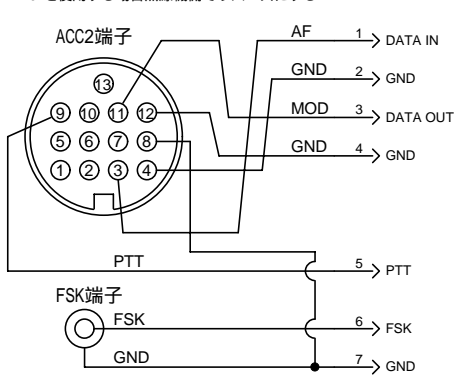 ACC2端子
⑬
⑨ ⑩ ⑪ ⑫
⑤ ⑥ ⑦ ⑧
① ② ③ ④
AF 1 DATA IN
GND 2 GND
MOD 3 DATA OUT
GND 4 GND
PTT 5 PTT
FSK端子
FSK 6 FSK
GND 7 GND